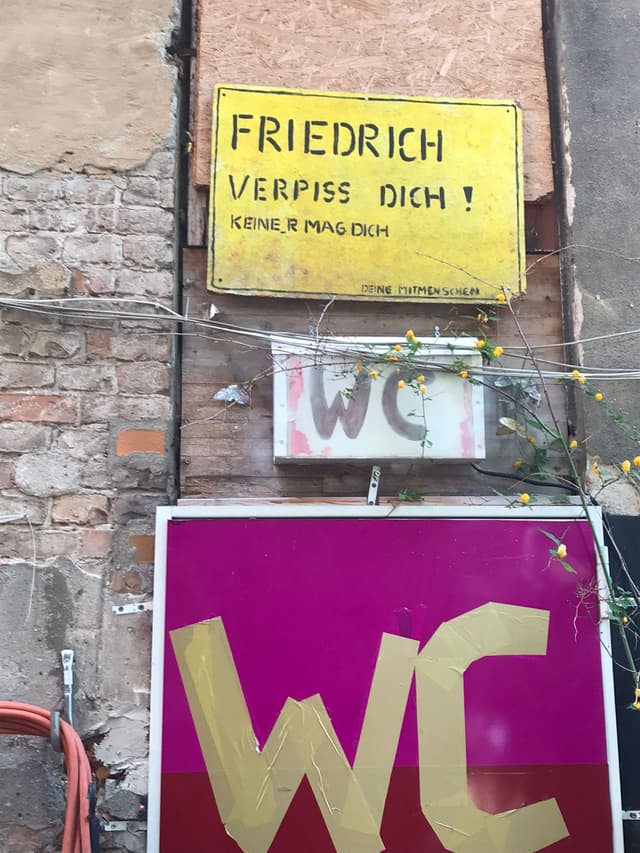 FRIEDRICH
VERPISS DICH !
KEINE_R MAG DICH
DEINE MITMENSCHEN
WC
WC